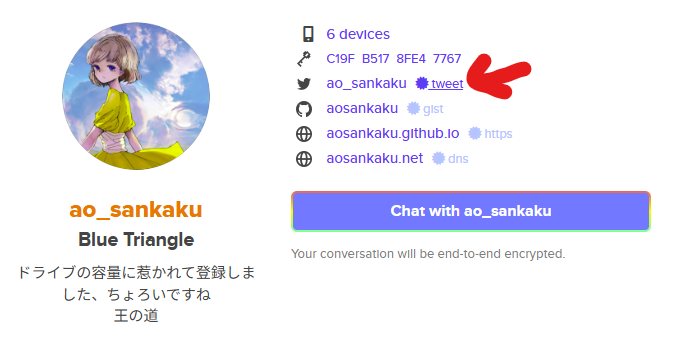 ao_sankaku
Blue Triangle
ドライブの容量に惹かれて登録しま
した、ちょろいですね
王の道
6 devices
C19F B517 8FE4 7767
ao_sankaku tweet
aosankaku gist
aosankaku.github.io https
aosankaku.net dns
Chat with ao_sankaku
Your conversation will be end-to-end encrypted.